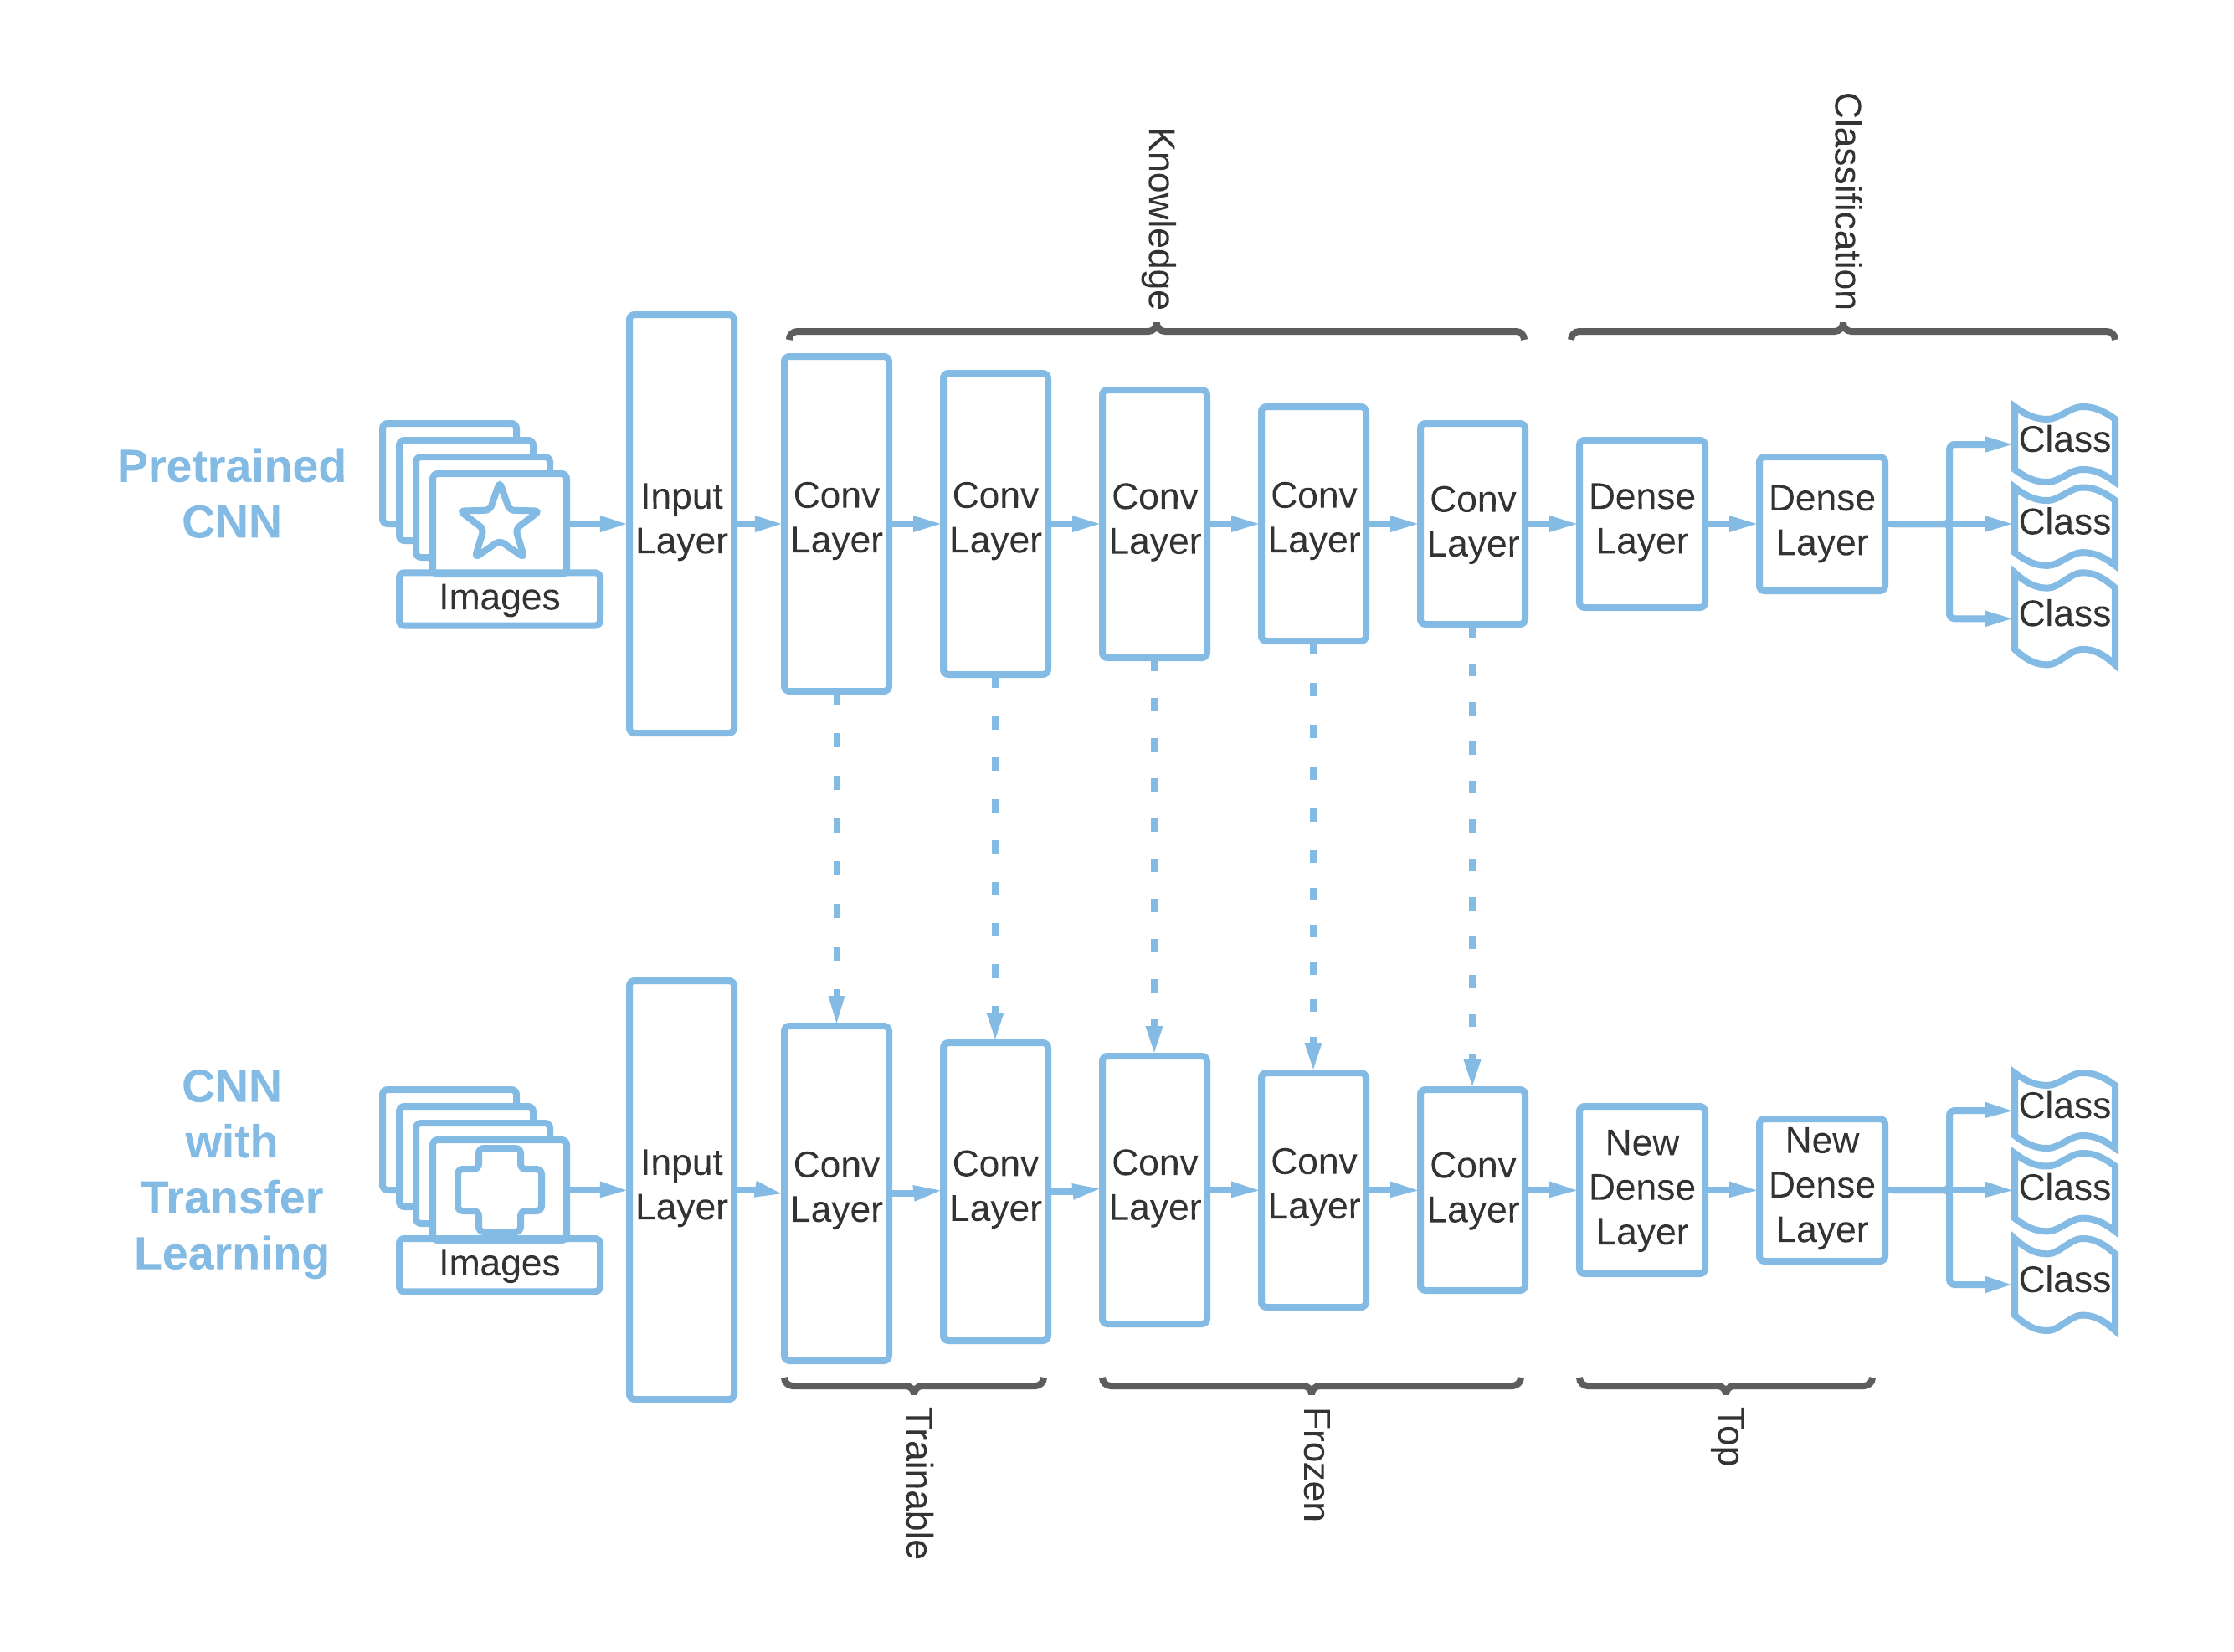 Knowledge
Classification
Pretrained
CNN
Images
Input
Layer
Conv
Layer
Conv
Layer
Conv
Layer
Conv
Layer
Conv
Layer
Dense
Layer
Dense
Layer
Class
Class
Class
CNN
with
Transfer
Learning
Images
Input
Layer
Conv
Layer
Conv
Layer
Conv
Layer
Conv
Layer
Conv
Layer
New
Dense
Layer
New
Dense
Layer
Class
Class
Class
Trainable
Frozen
Top